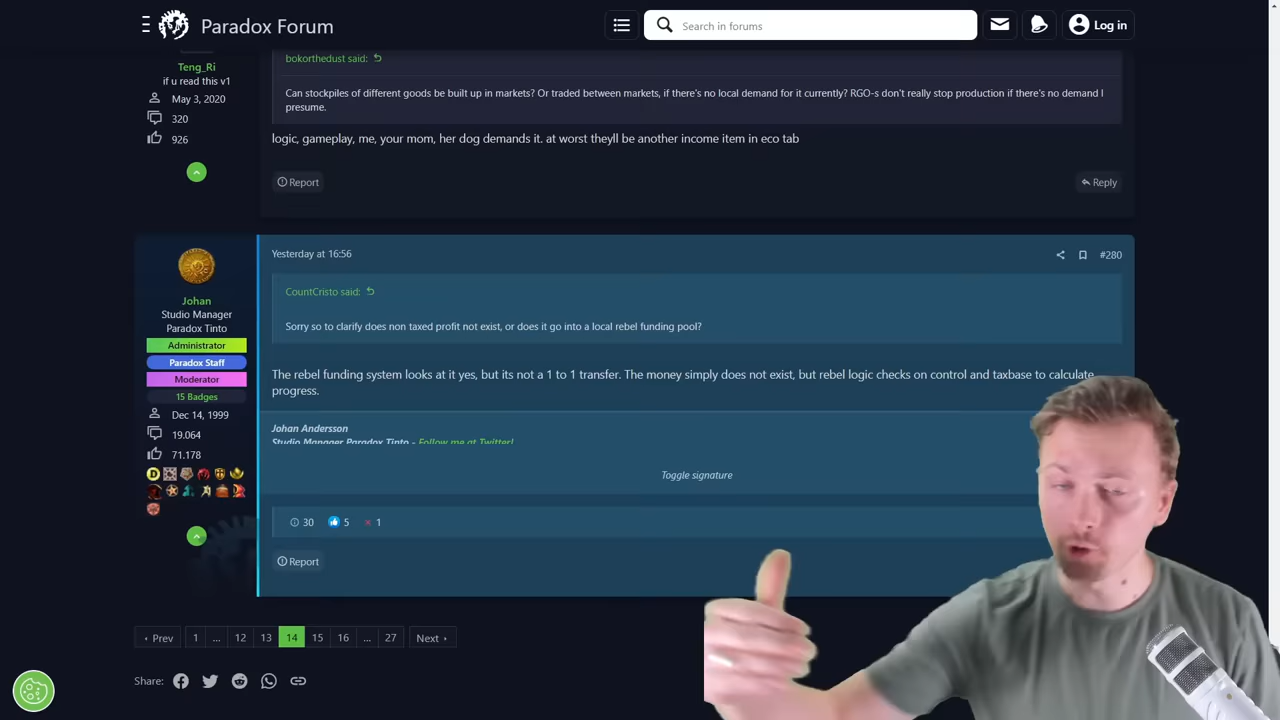 Paradox Forum
Search in forums
Log in
Teng_Ri
if u read this v1
May 3, 2020
320
926
bokorthedust said:
Can stockpiles of different goods be built up in markets? Or traded between markets, if there's no local demand for it currently? RGO-s don't really stop production if there's no demand I
presume.
logic, gameplay, me, your mom, her dog demands it. at worst theyll be another income item in eco tab
Report
Reply
Johan
Studio Manager
Paradox Tinto
Administrator
Paradox Staff
Moderator
15 Badges
Dec 14, 1999
19.064
71.178
Yesterday at 16:56
#280
CountCristo said:
Sorry so to clarify does non taxed profit not exist, or does it go into a local rebel funding pool?
The rebel funding system looks at it yes, but its not a 1 to 1 transfer. The money simply does not exist, but rebel logic checks on control and taxbase to calculate
progress.
Johan Andersson
Studio Manager Paradox Tinto - Follow me at Twitter!
Toggle signature
30
5
1
Report
‹ Prev
1
...
12
13
14
15
16
...
27
Next ›
Share: